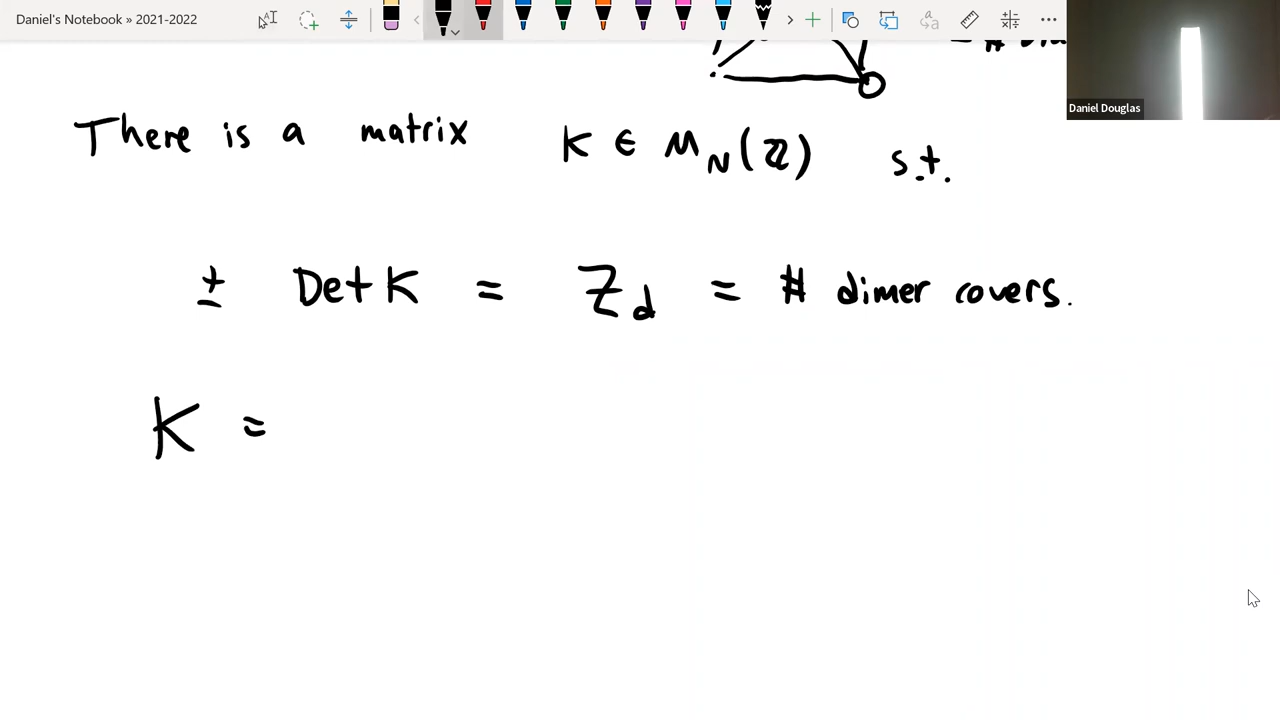 Daniel's Notebook » 2021-2022
Daniel Douglas
There is a matrix K ∈ M_N(ℤ) s.t.
± Det K = Z_d = # dimer covers.
K =